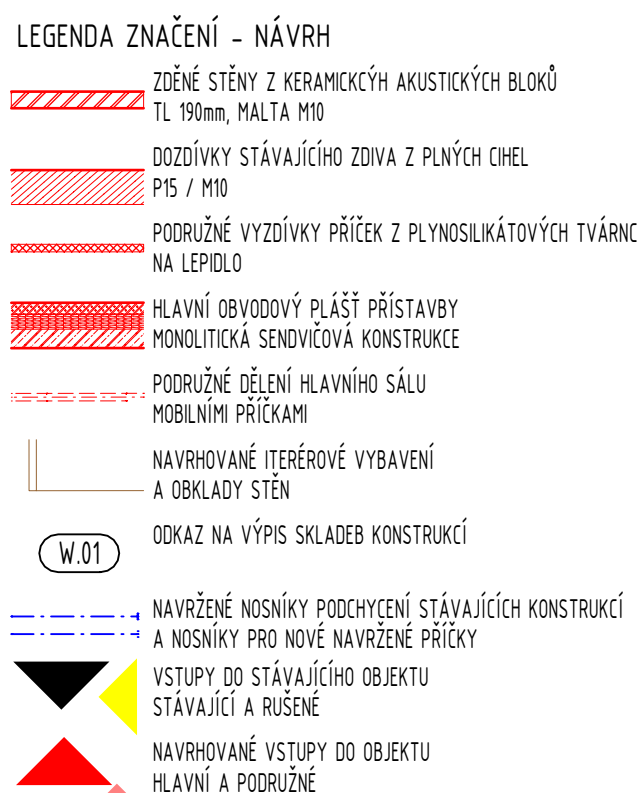 LEGENDA ZNAČENÍ - NÁVRH
ZDĚNÉ STĚNY Z KERAMICKCÝH AKUSTICKÝCH BLOKŮ
TL 190mm, MALTA M10
DOZDÍVKY STÁVAJÍCÍHO ZDIVA Z PLNÝCH CIHEL
P15 / M10
PODRUŽNÉ VYZDÍVKY PŘÍČEK Z PLYNOSILIKÁTOVÝCH TVÁRNC
NA LEPIDLO
HLAVNÍ OBVODOVÝ PLÁŠŤ PŘÍSTAVBY
MONOLITICKÁ SENDVIČOVÁ KONSTRUKCE
PODRUŽNÉ DĚLENÍ HLAVNÍHO SÁLU
MOBILNÍMI PŘÍČKAMI
NAVRHOVANÉ ITERÉROVÉ VYBAVENÍ
A OBKLADY STĚN
W.01
ODKAZ NA VÝPIS SKLADEB KONSTRUKCÍ
NAVRŽENÉ NOSNÍKY PODCHYCENÍ STÁVAJÍCÍCH KONSTRUKCÍ
A NOSNÍKY PRO NOVÉ NAVRŽENÉ PŘÍČKY
VSTUPY DO STÁVAJÍCÍHO OBJEKTU
STÁVAJÍCÍ A RUŠENÉ
NAVRHOVANÉ VSTUPY DO OBJEKTU
HLAVNÍ A PODRUŽNÉ